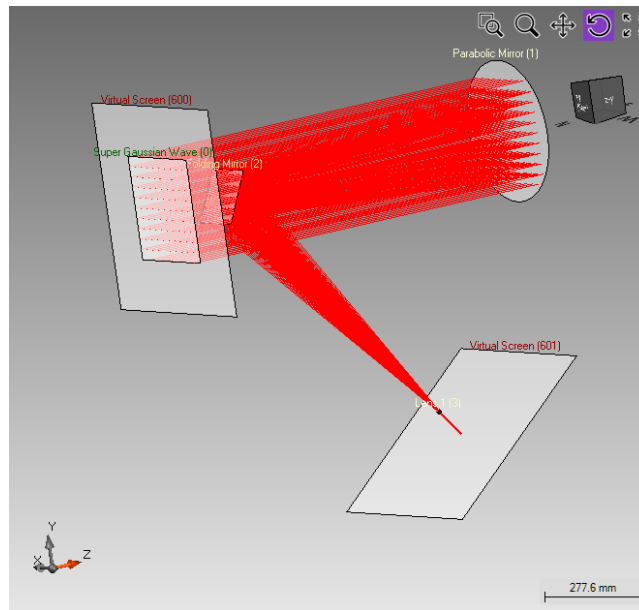 Parabolic Mirror (1)
Virtual Screen (600)
Super Gaussian Wave (0)
Folding Mirror (2)
Virtual Screen (601)
Lens 1 (3)
Y
X
Z
277.6 mm